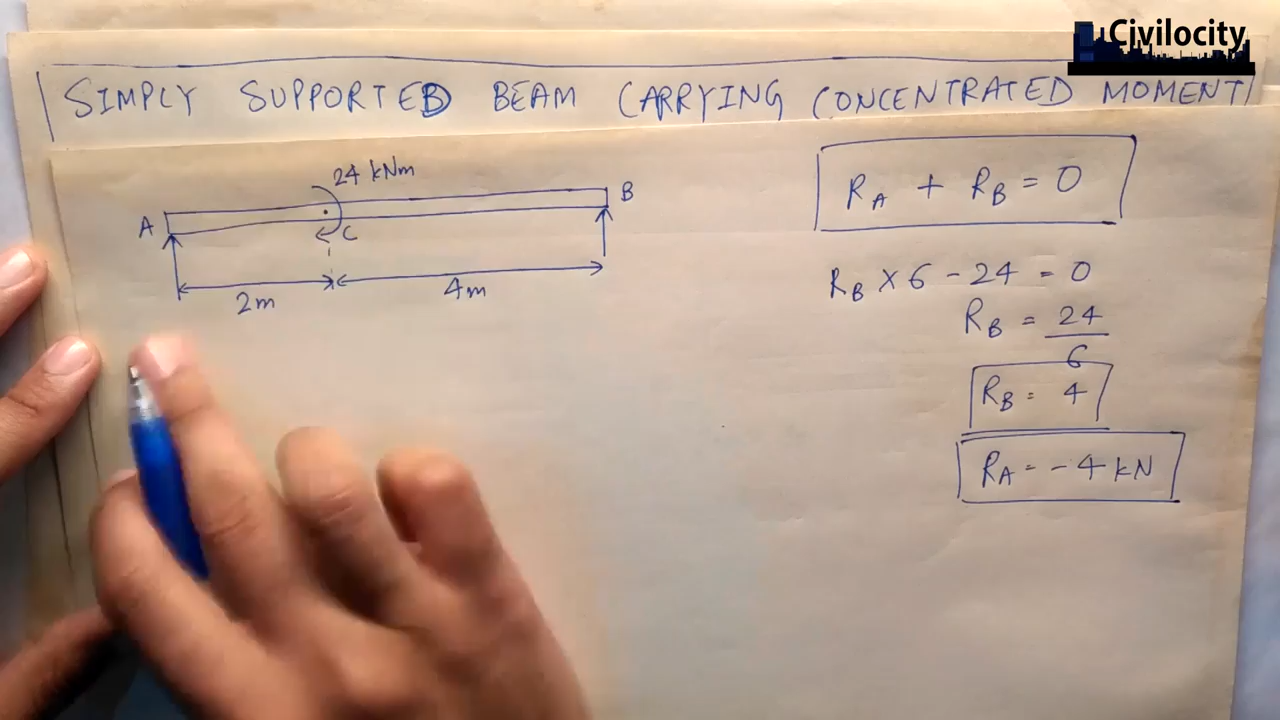 Civilocity
SIMPLY SUPPORTED BEAM CARRYING CONCENTRATED MOMENT
24 kNm
A
B
C
2m
4m
RA + RB = 0
RB × 6 - 24 = 0
RB = 24
6
RB = 4
RA = -4 kN